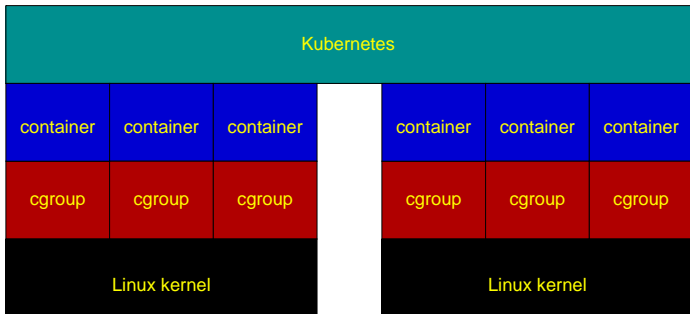 Kubernetes
container container container container container container
cgroup cgroup cgroup cgroup cgroup cgroup
Linux kernel Linux kernel